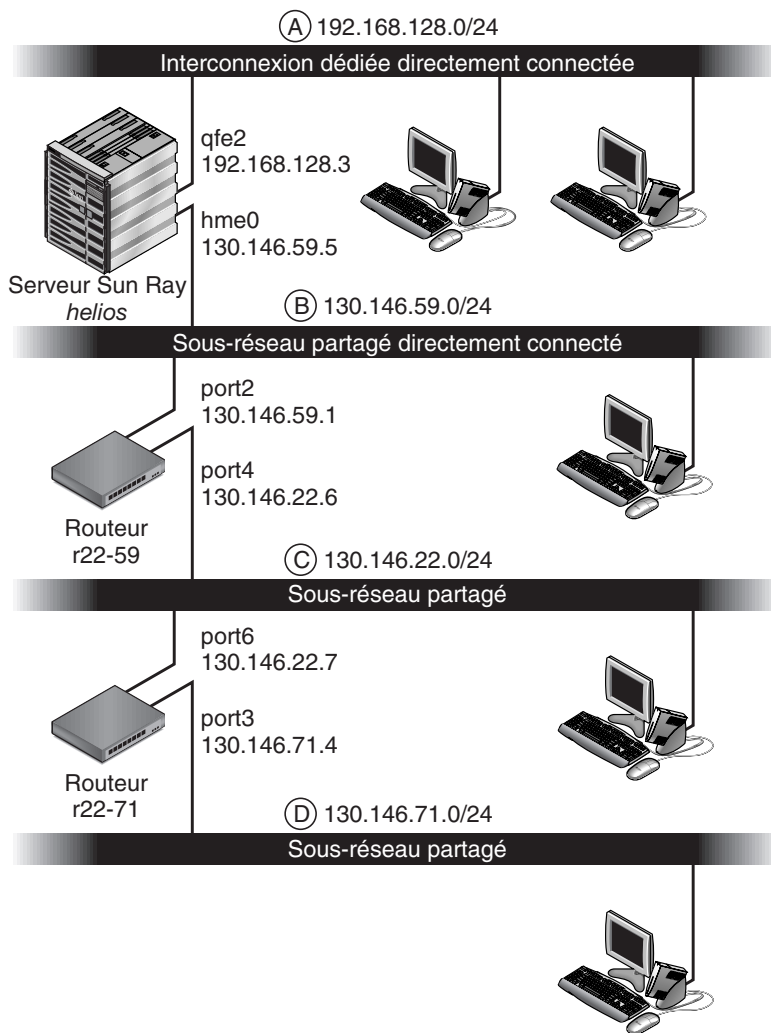 A 192.168.128.0/24
Interconnexion dédiée directement connectée
qfe2
192.168.128.3
hme0
130.146.59.5
Serveur Sun Ray
helios
B 130.146.59.0/24
Sous-réseau partagé directement connecté
port2
130.146.59.1
port4
130.146.22.6
Routeur
r22-59
C 130.146.22.0/24
Sous-réseau partagé
port6
130.146.22.7
port3
130.146.71.4
Routeur
r22-71
D 130.146.71.0/24
Sous-réseau partagé